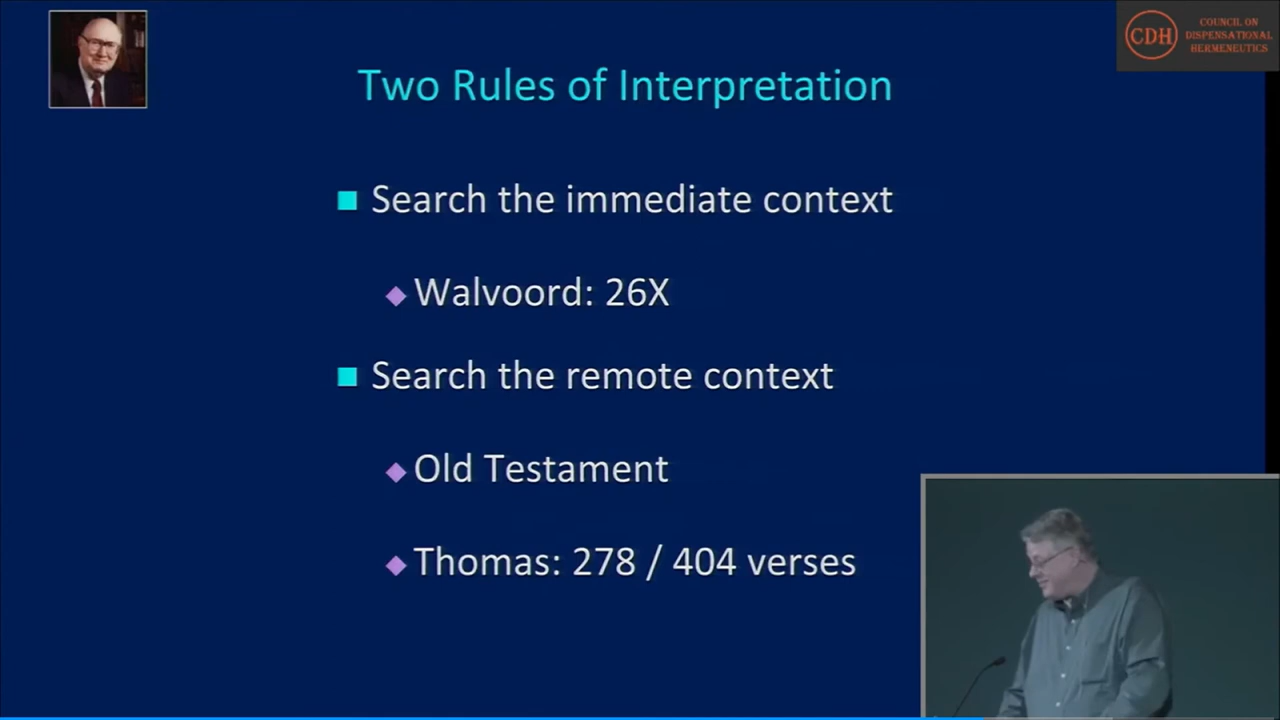 CDH
COUNCIL ON
DISPENSATIONAL
HERMENEUTICS
Two Rules of Interpretation
Search the immediate context
Walvoord: 26X
Search the remote context
Old Testament
Thomas: 278 / 404 verses